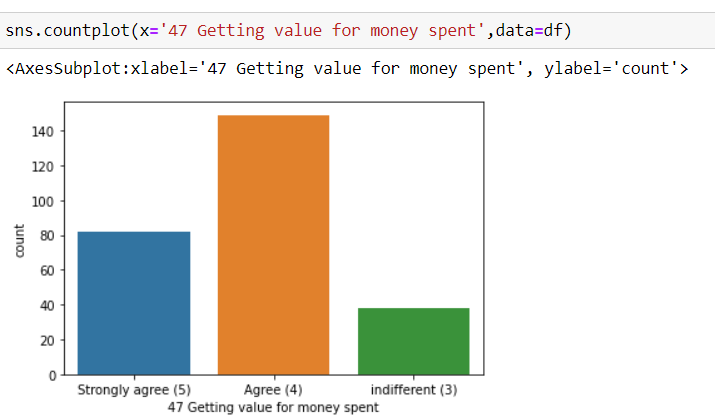 sns.countplot(x='47 Getting value for money spent',data=df)
<AxesSubplot:xlabel='47 Getting value for money spent', ylabel='count'>
140
120
100
80
60
40
20
0
count
Strongly agree (5) Agree (4) indifferent (3)
47 Getting value for money spent